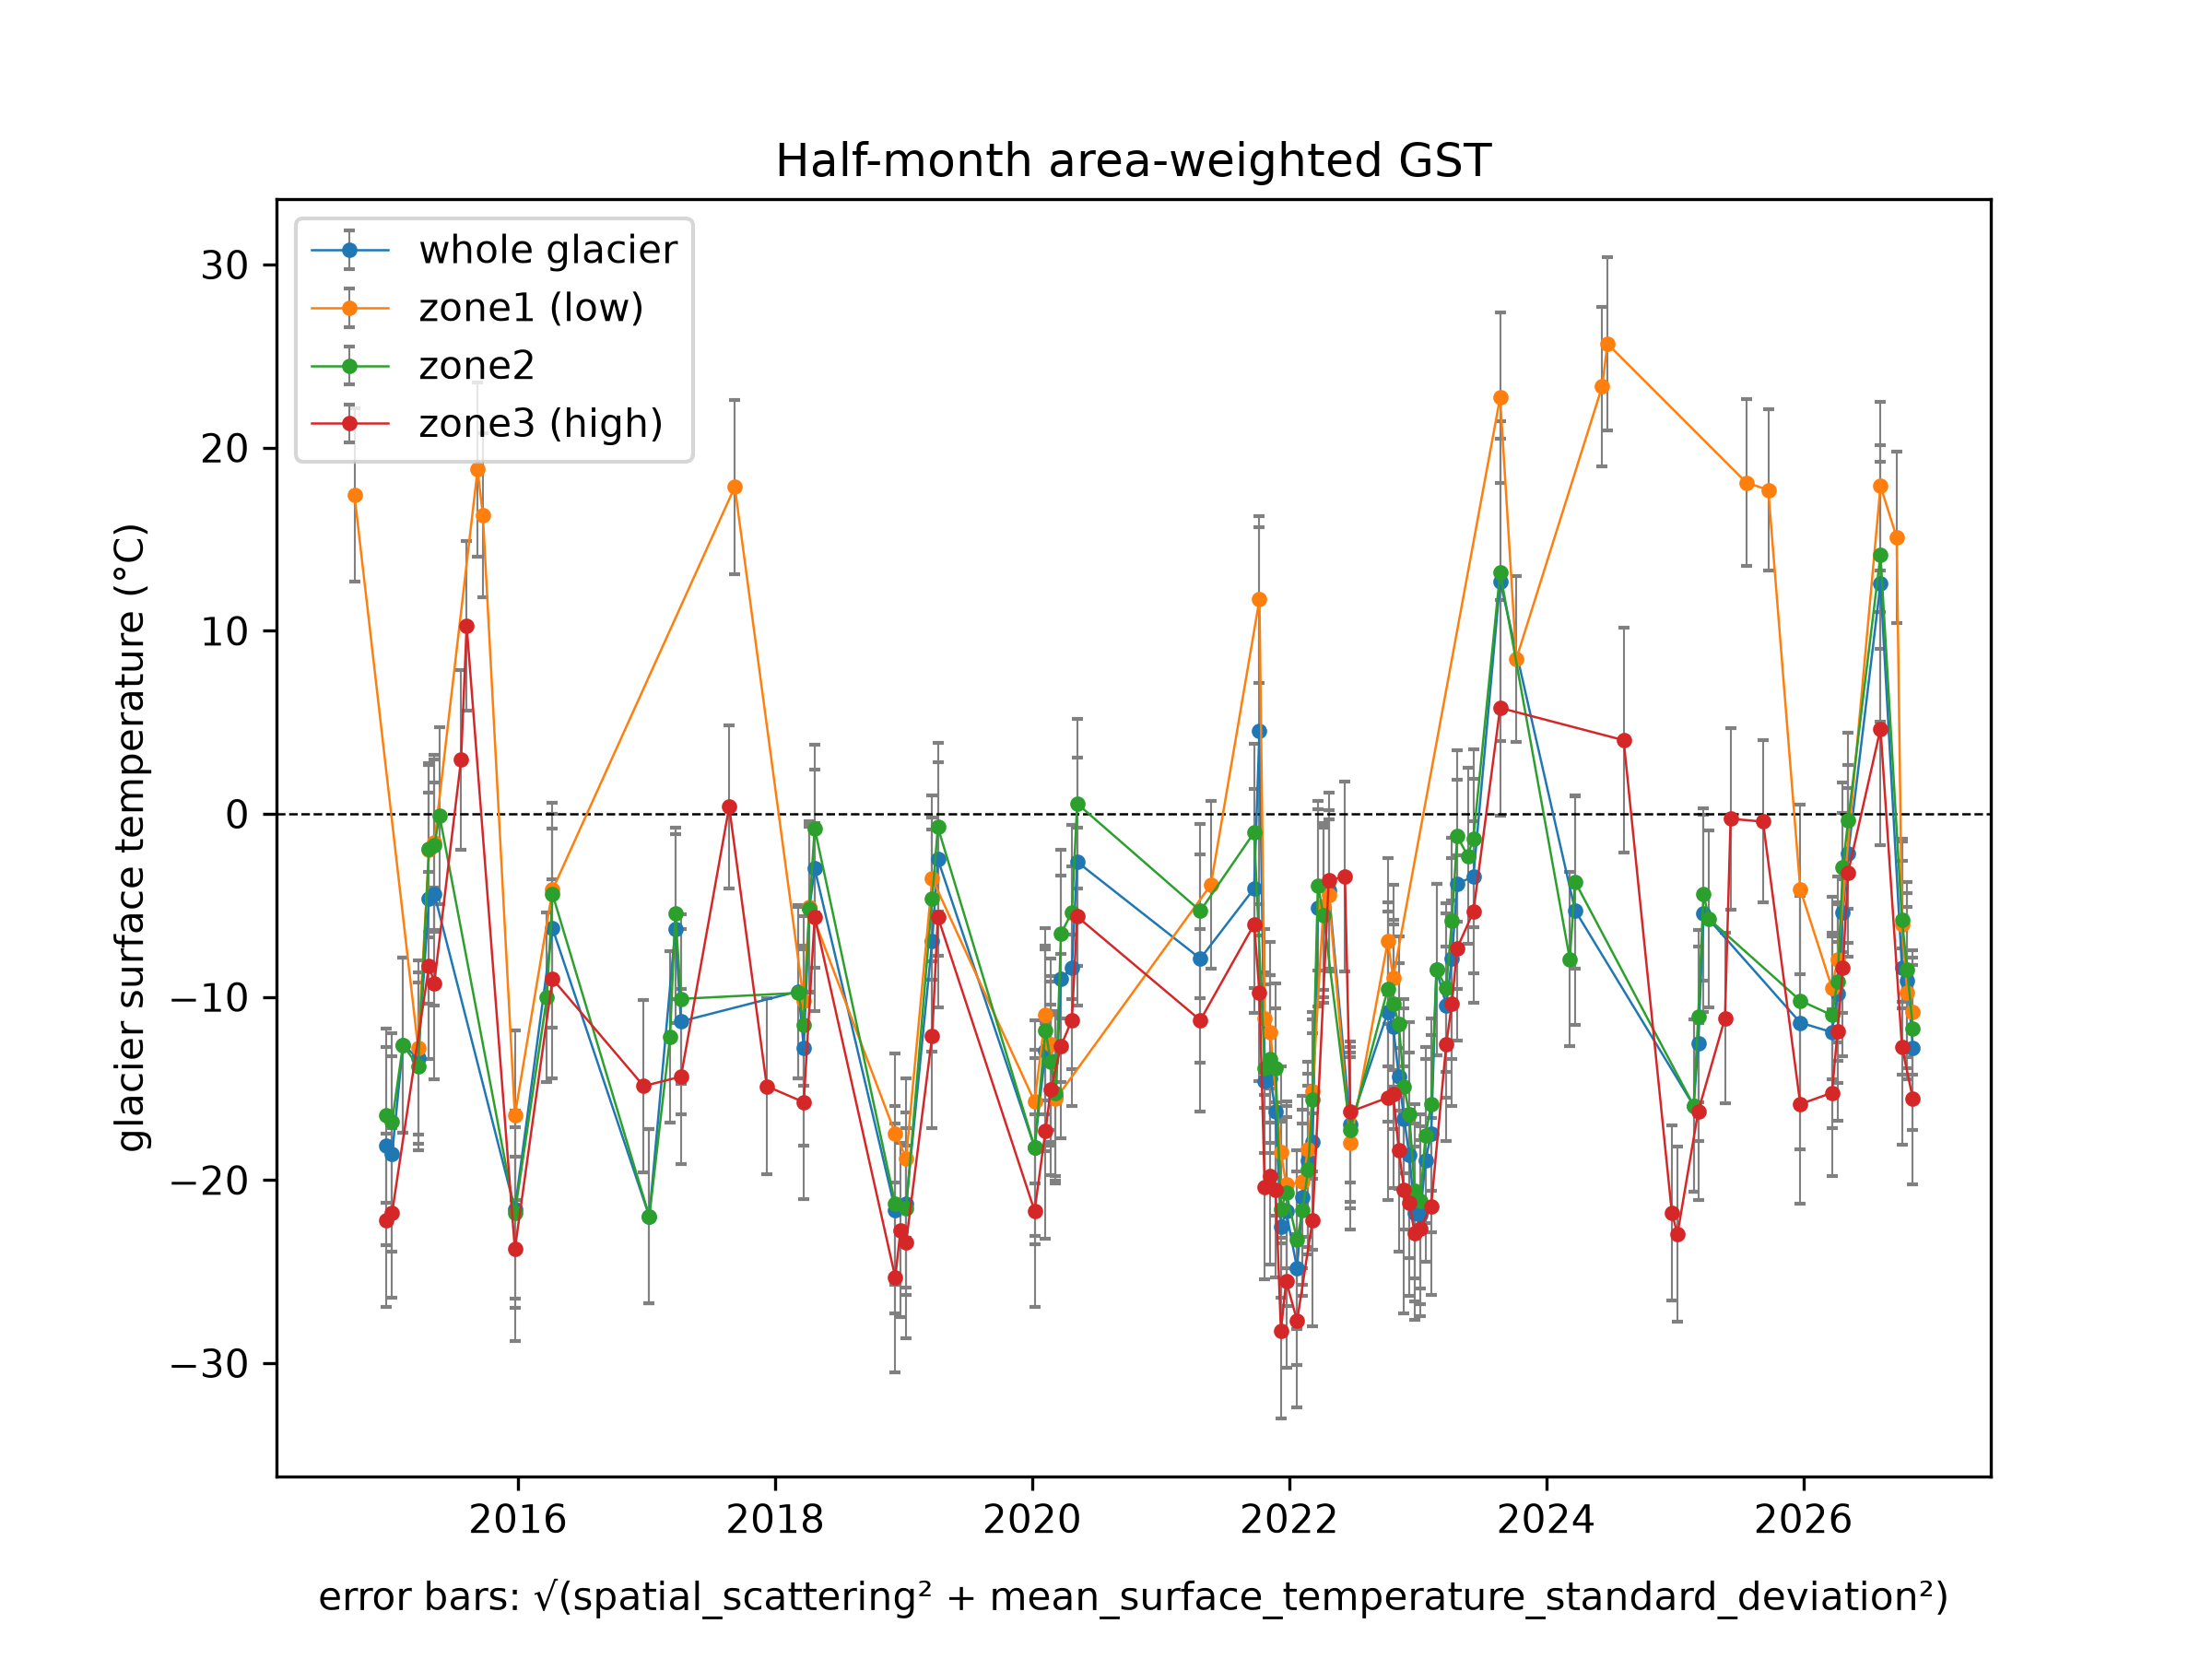 Half-month area-weighted GST
whole glacier
zone1 (low)
zone2
zone3 (high)
glacier surface temperature (°C)
30
20
10
0
−10
−20
−30
2016
2018
2020
2022
2024
2026
error bars: √(spatial_scattering² + mean_surface_temperature_standard_deviation²)